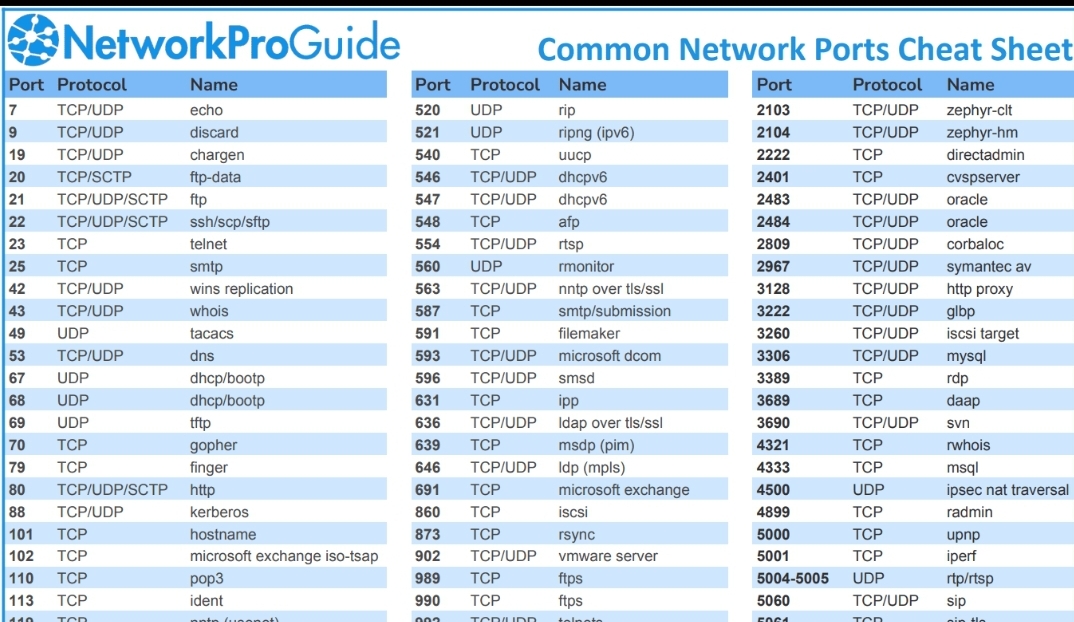 NetworkProGuide
Common Network Ports Cheat Sheet
Port Protocol Name
7 TCP/UDP echo
9 TCP/UDP discard
19 TCP/UDP chargen
20 TCP/SCTP ftp-data
21 TCP/UDP/SCTP ftp
22 TCP/UDP/SCTP ssh/scp/sftp
23 TCP telnet
25 TCP smtp
42 TCP/UDP wins replication
43 TCP/UDP whois
49 UDP tacacs
53 TCP/UDP dns
67 UDP dhcp/bootp
68 UDP dhcp/bootp
69 UDP tftp
70 TCP gopher
79 TCP finger
80 TCP/UDP/SCTP http
88 TCP/UDP kerberos
101 TCP hostname
102 TCP microsoft exchange iso-tsap
110 TCP pop3
113 TCP ident
119 TCP nntp (usenet)
Port Protocol Name
520 UDP rip
521 UDP ripng (ipv6)
540 TCP uucp
546 TCP/UDP dhcpv6
547 TCP/UDP dhcpv6
548 TCP afp
554 TCP/UDP rtsp
560 UDP rmonitor
563 TCP/UDP nntp over tls/ssl
587 TCP smtp/submission
591 TCP filemaker
593 TCP/UDP microsoft dcom
596 TCP/UDP smsd
631 TCP ipp
636 TCP/UDP ldap over tls/ssl
639 TCP msdp (pim)
646 TCP/UDP ldp (mpls)
691 TCP microsoft exchange
860 TCP iscsi
873 TCP rsync
902 TCP/UDP vmware server
989 TCP ftps
990 TCP ftps
992 TCP/UDP telnets
Port Protocol Name
2103 TCP/UDP zephyr-clt
2104 TCP/UDP zephyr-hm
2222 TCP directadmin
2401 TCP cvspserver
2483 TCP/UDP oracle
2484 TCP/UDP oracle
2809 TCP/UDP corbaloc
2967 TCP/UDP symantec av
3128 TCP/UDP http proxy
3222 TCP/UDP glbp
3260 TCP/UDP iscsi target
3306 TCP/UDP mysql
3389 TCP rdp
3689 TCP daap
3690 TCP/UDP svn
4321 TCP rwhois
4333 TCP msql
4500 UDP ipsec nat traversal
4899 TCP radmin
5000 TCP upnp
5001 TCP iperf
5004-5005 UDP rtp/rtsp
5060 TCP/UDP sip
5061 TCP sip-tls